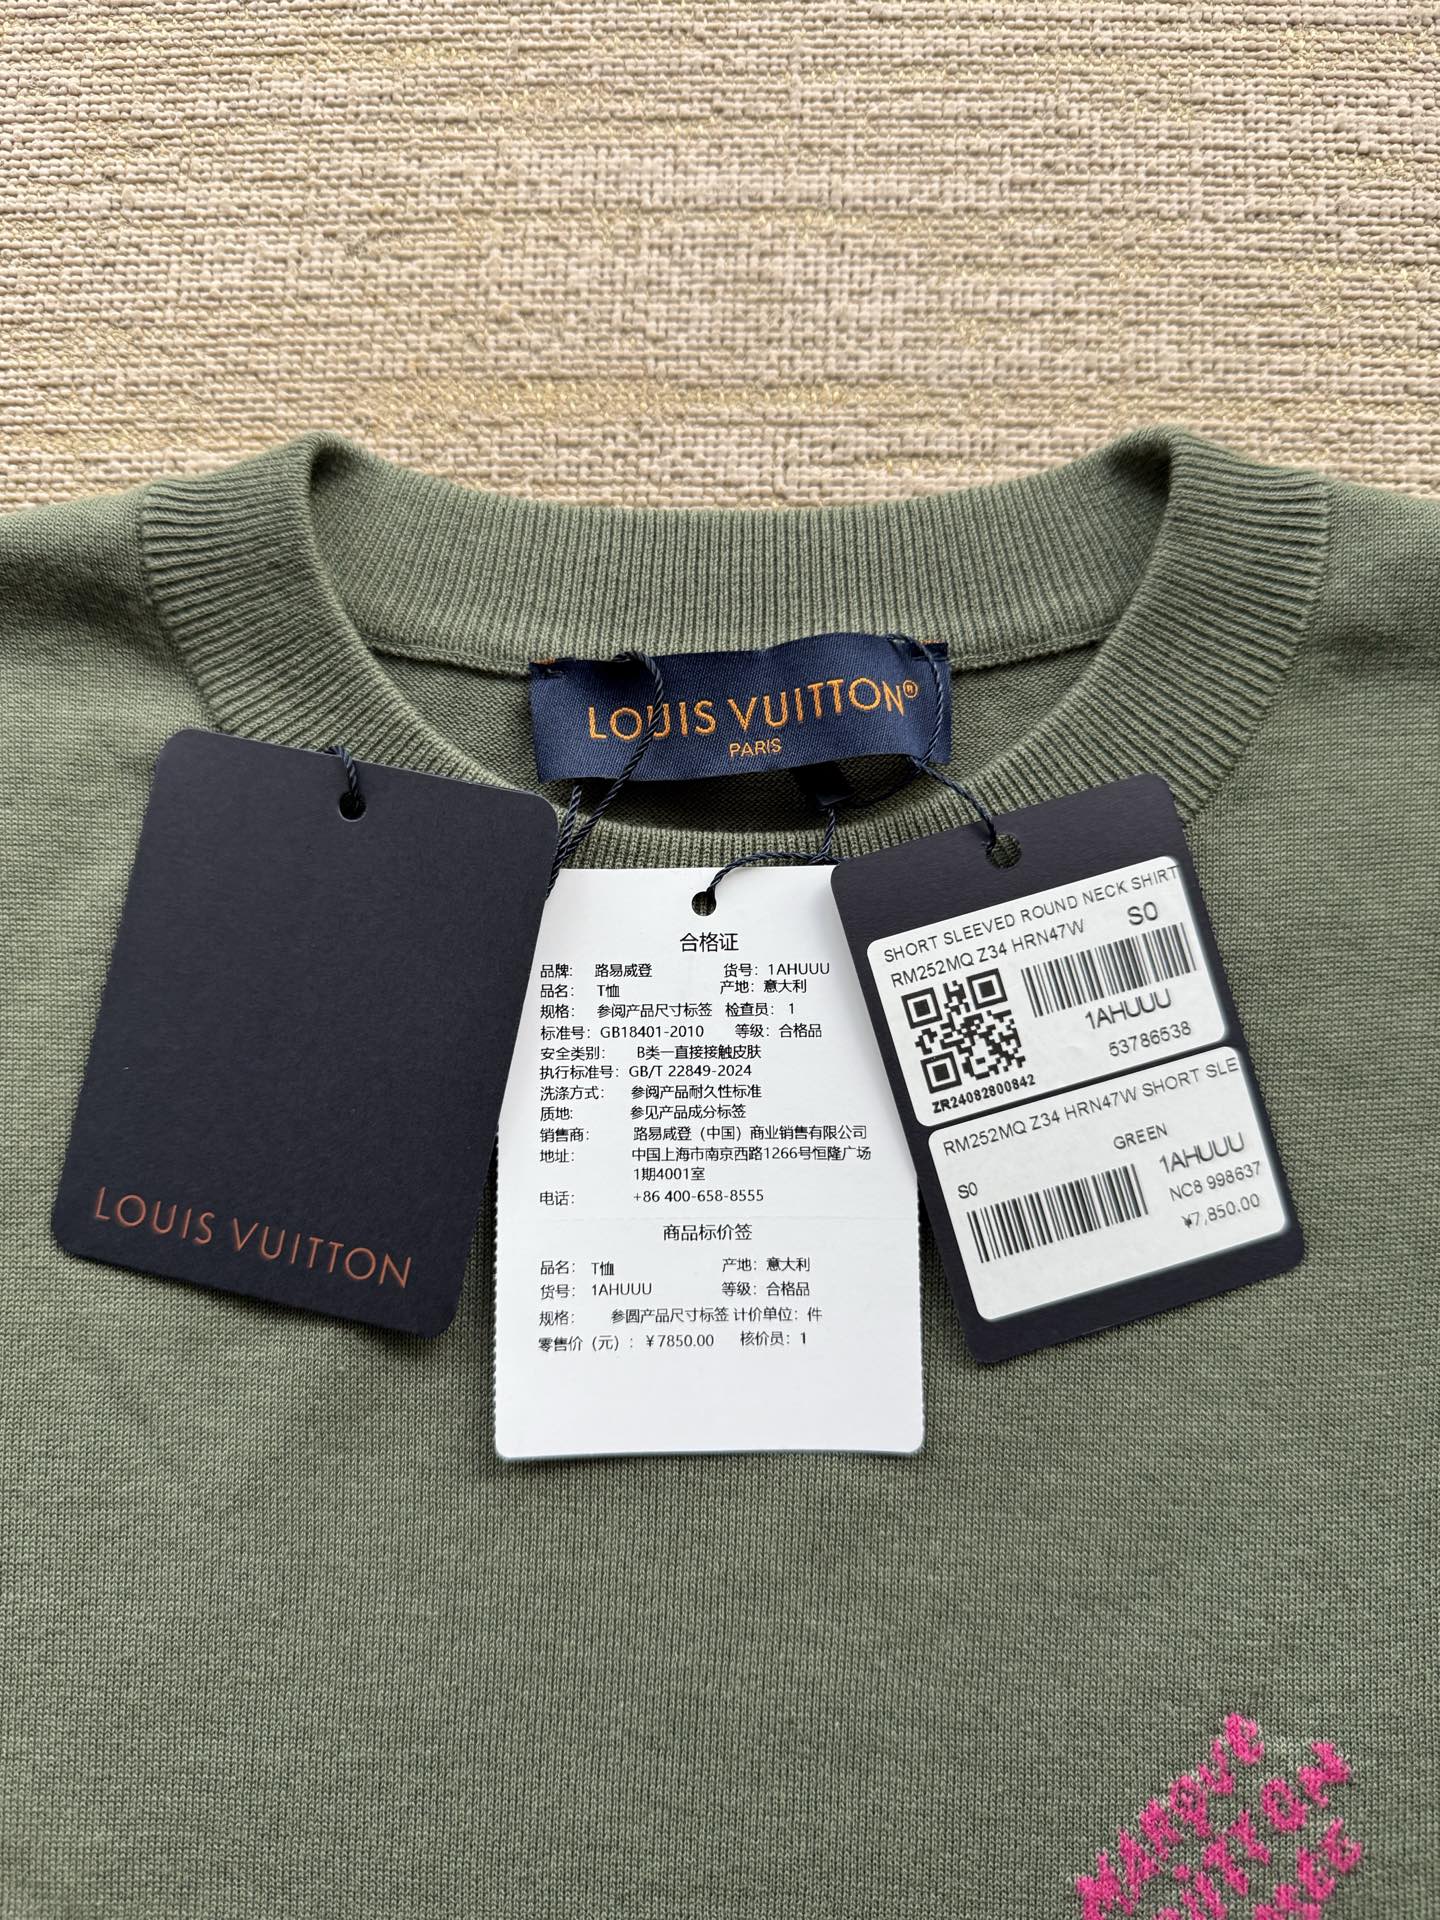 LOUIS VUITTON®
PARIS
LOUIS VUITTON
合格证
品牌: 路易威登 货号: 1AHUUU
品名: T恤 产地: 意大利
规格: 参阅产品尺寸标签 检查员: 1
标准号: GB18401-2010 等级: 合格品
安全类别: B类一直接接触皮肤
执行标准号: GB/T 22849-2024
洗涤方式: 参阅产品耐久性标准
质地: 参见产品成分标签
销售商: 路易威登（中国）商业销售有限公司
地址: 中国上海市南京西路1266号恒隆广场
1期4001室
电话: +86 400-658-8555
商品标价签
品名: T恤 产地: 意大利
货号: 1AHUUU 等级: 合格品
规格: 参圆产品尺寸标签 计价单位: 件
零售价（元）: ¥7850.00 核价员: 1
SHORT SLEEVED ROUND NECK SHIRT
RM252MQ Z34 HRN47W S0
1AHUUU
53786538
ZR24082800842
RM252MQ Z34 HRN47W SHORT SLE
GREEN
S0 1AHUUU
NC8 998637
¥7,850.00
MARQUE